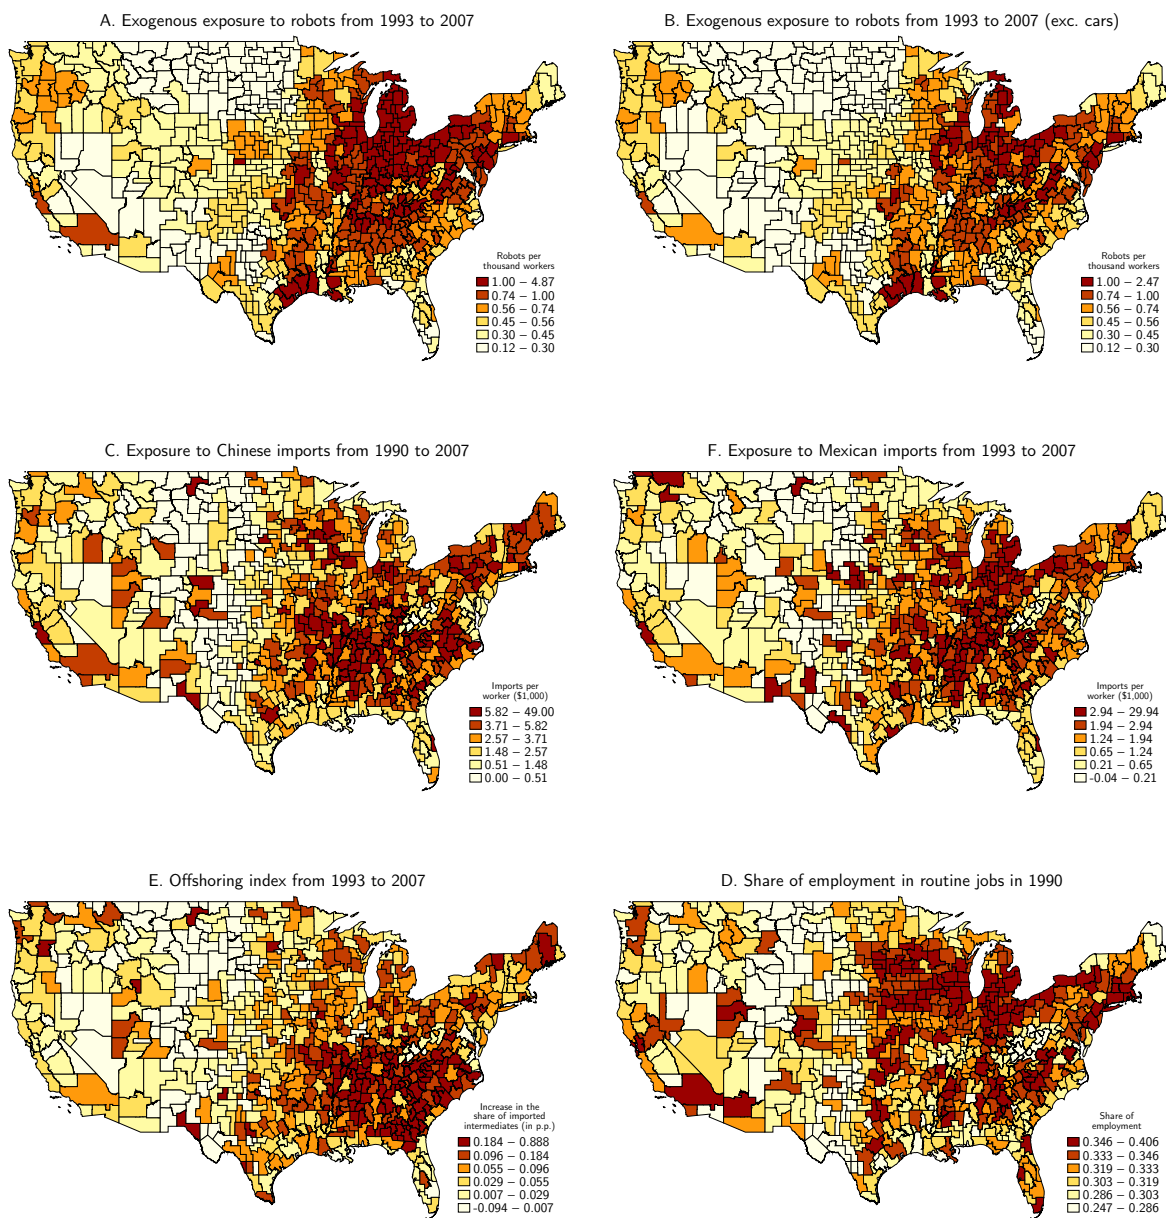 A. Exogenous exposure to robots from 1993 to 2007
Robots per
thousand workers
1.00 – 4.87
0.74 – 1.00
0.56 – 0.74
0.45 – 0.56
0.30 – 0.45
0.12 – 0.30
B. Exogenous exposure to robots from 1993 to 2007 (exc. cars)
Robots per
thousand workers
1.00 – 2.47
0.74 – 1.00
0.56 – 0.74
0.45 – 0.56
0.30 – 0.45
0.12 – 0.30
C. Exposure to Chinese imports from 1990 to 2007
Imports per
worker ($1,000)
5.82 – 49.00
3.71 – 5.82
2.57 – 3.71
1.48 – 2.57
0.51 – 1.48
0.00 – 0.51
F. Exposure to Mexican imports from 1993 to 2007
Imports per
worker ($1,000)
2.94 – 29.94
1.94 – 2.94
1.24 – 1.94
0.65 – 1.24
0.21 – 0.65
-0.04 – 0.21
E. Offshoring index from 1993 to 2007
Increase in the
share of imported
intermediates (in p.p.)
0.184 – 0.888
0.096 – 0.184
0.055 – 0.096
0.029 – 0.055
0.007 – 0.029
-0.094 – 0.007
D. Share of employment in routine jobs in 1990
Share of
employment
0.346 – 0.406
0.333 – 0.346
0.319 – 0.333
0.303 – 0.319
0.286 – 0.303
0.247 – 0.286